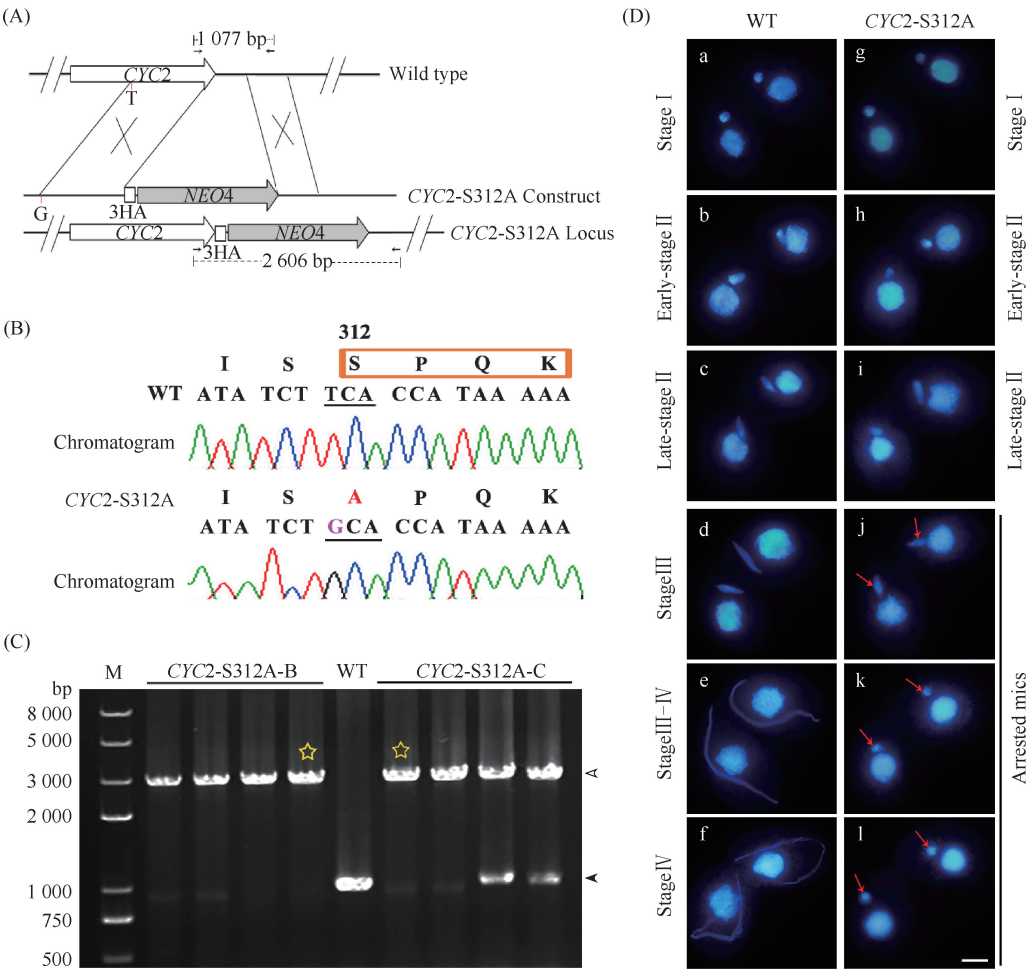 (A)
1 077 bp
CYC2
T
Wild type
NEO4
G
3HA
CYC2-S312A Construct
CYC2
3HA
NEO4
CYC2-S312A Locus
2 606 bp
(B)
312
I S S P Q K
WT ATA TCT TCA CCA TAA AAA
Chromatogram
CYC2-S312A
I S A P Q K
ATA TCT GCA CCA TAA AAA
Chromatogram
(C)
M CYC2-S312A-B WT CYC2-S312A-C
bp
8 000
5 000
3 000
2 000
1 000
750
500
(D)
WT CYC2-S312A
a g
Stage I Stage I
b h
Early-stage II Early-stage II
c i
Late-stage II Late-stage II
d j
Stage III
e k
Stage III-IV
f l
Stage IV
Arrested mics